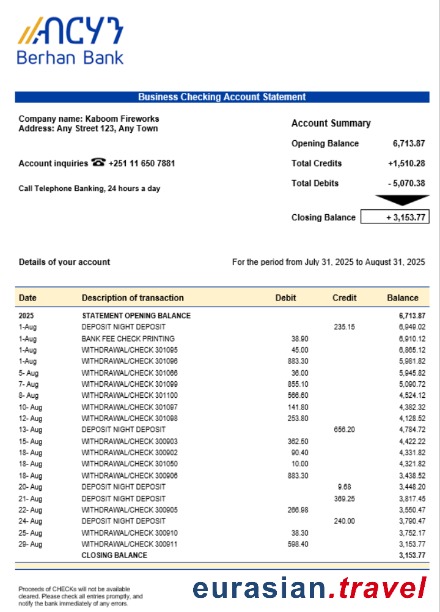 Berhan Bank
Business Checking Account Statement
Company name: Kaboom Fireworks
Address: Any Street 123, Any Town
Account inquiries ☎ +251 11 650 7881
Call Telephone Banking, 24 hours a day
Account Summary
Opening Balance 6,713.87
Total Credits +1,510.28
Total Debits - 5,070.38
Closing Balance + 3,153.77
Details of your account For the period from July 31, 2025 to August 31, 2025
Date Description of transaction Debit Credit Balance
2025 STATEMENT OPENING BALANCE 6,713.87
1-Aug DEPOSIT NIGHT DEPOSIT 235.15 6,949.02
1-Aug BANK FEE CHECK PRINTING 38.90 6,910.12
1-Aug WITHDRAWAL/CHECK 301095 45.00 6,865.12
1-Aug WITHDRAWAL/CHECK 301096 883.30 5,981.82
5- Aug WITHDRAWAL/CHECK 301066 36.00 5,945.82
7- Aug WITHDRAWAL/CHECK 301099 855.10 5,090.72
8- Aug WITHDRAWAL/CHECK 301100 566.60 4,524.12
10- Aug WITHDRAWAL/CHECK 301097 141.80 4,382.32
12- Aug WITHDRAWAL/CHECK 301098 253.80 4,128.52
13- Aug DEPOSIT NIGHT DEPOSIT 656.20 4,784.72
15- Aug WITHDRAWAL/CHECK 300903 362.50 4,422.22
18- Aug WITHDRAWAL/CHECK 300902 90.40 4,331.82
18- Aug WITHDRAWAL/CHECK 301050 10.00 4,321.82
18- Aug WITHDRAWAL/CHECK 300906 883.30 3,438.52
20- Aug DEPOSIT NIGHT DEPOSIT 9.68 3,448.20
21- Aug DEPOSIT NIGHT DEPOSIT 369.25 3,817.45
22- Aug WITHDRAWAL/CHECK 300905 266.98 3,550.47
24- Aug DEPOSIT NIGHT DEPOSIT 240.00 3,790.47
25- Aug WITHDRAWAL/CHECK 300910 38.30 3,752.17
29- Aug WITHDRAWAL/CHECK 300911 598.40 3,153.77
CLOSING BALANCE 3,153.77
Proceeds of CHECKs will not be available
cleared. Please check all entries promptly, and
notify the bank immediately of any errors.
eurasian.travel